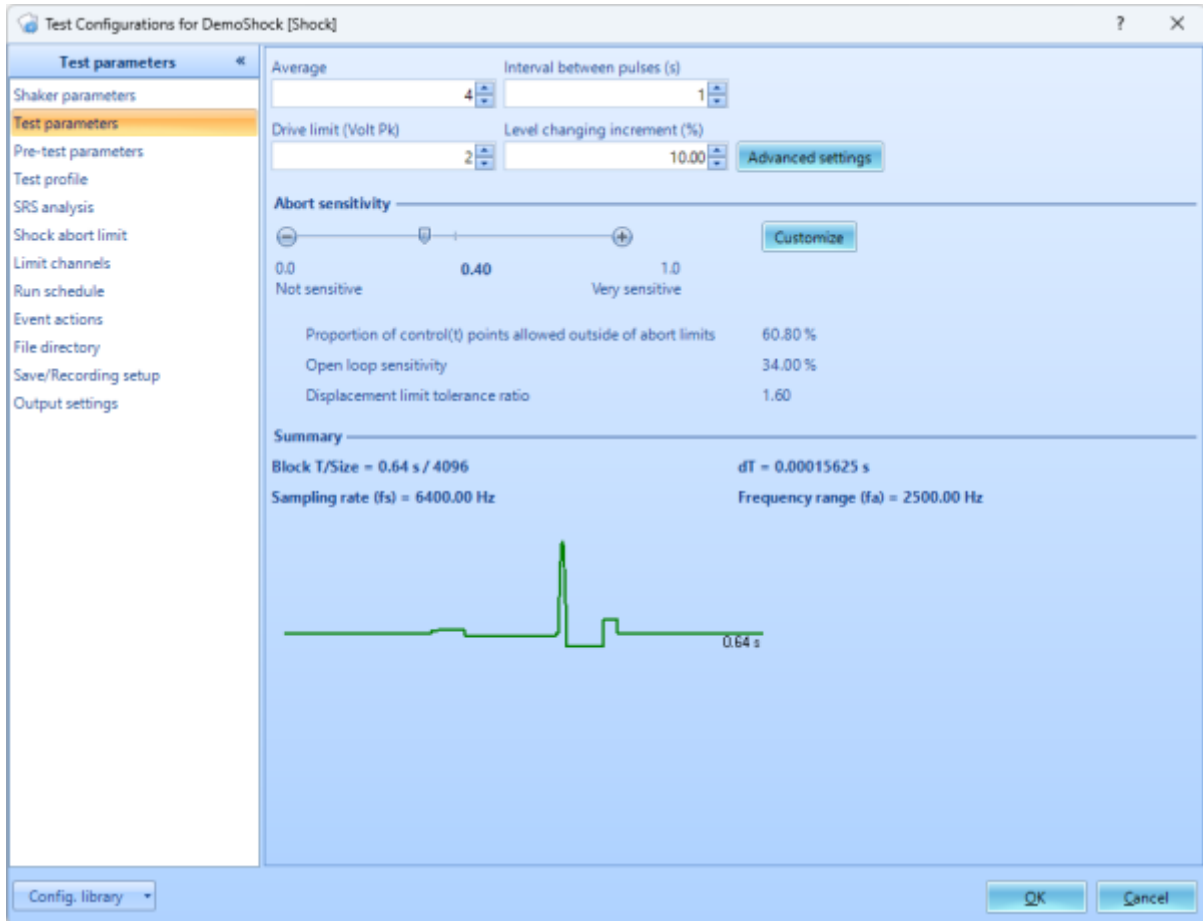 Test Configurations for DemoShock [Shock]
? ×
Test parameters «
Shaker parameters
Test parameters
Pre-test parameters
Test profile
SRS analysis
Shock abort limit
Limit channels
Run schedule
Event actions
File directory
Save/Recording setup
Output settings
Average Interval between pulses (s)
4 1
Drive limit (Volt Pk) Level changing increment (%)
2 10.00 Advanced settings
Abort sensitivity
Customize
0.0 0.40 1.0
Not sensitive Very sensitive
Proportion of control(t) points allowed outside of abort limits 60.80 %
Open loop sensitivity 34.00 %
Displacement limit tolerance ratio 1.60
Summary
Block T/Size = 0.64 s / 4096 dT = 0.00015625 s
Sampling rate (fs) = 6400.00 Hz Frequency range (fa) = 2500.00 Hz
0.64 s
Config. library OK Cancel